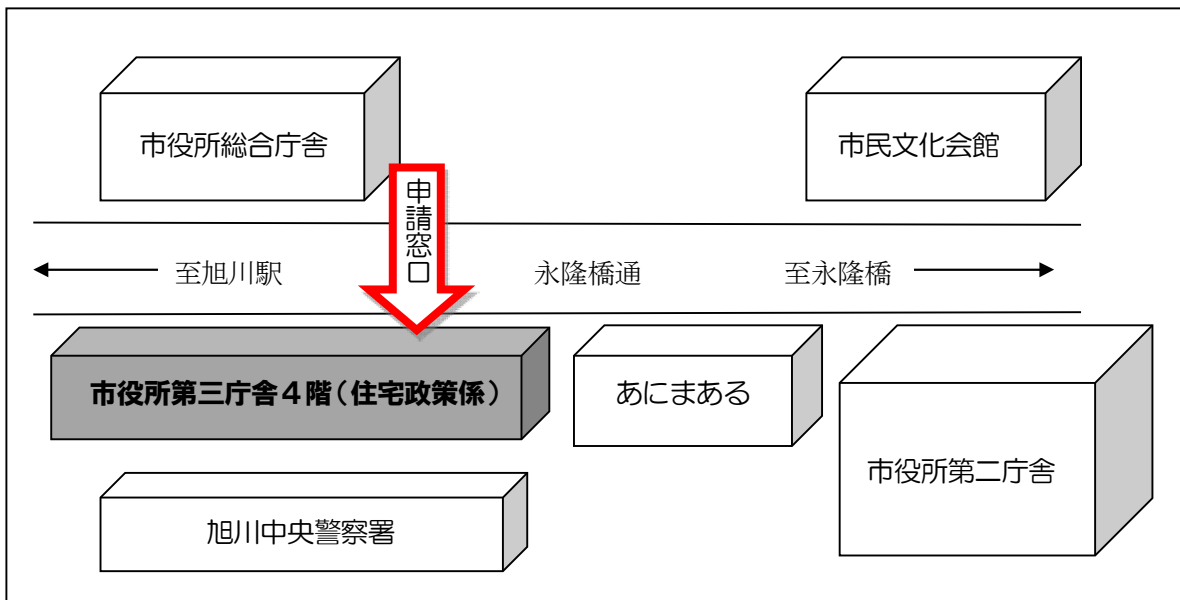 市役所総合庁舎
市民文化会館
申請窓口
至旭川駅
永隆橋通
至永隆橋
市役所第三庁舎４階（住宅政策係）
あにまある
市役所第二庁舎
旭川中央警察署